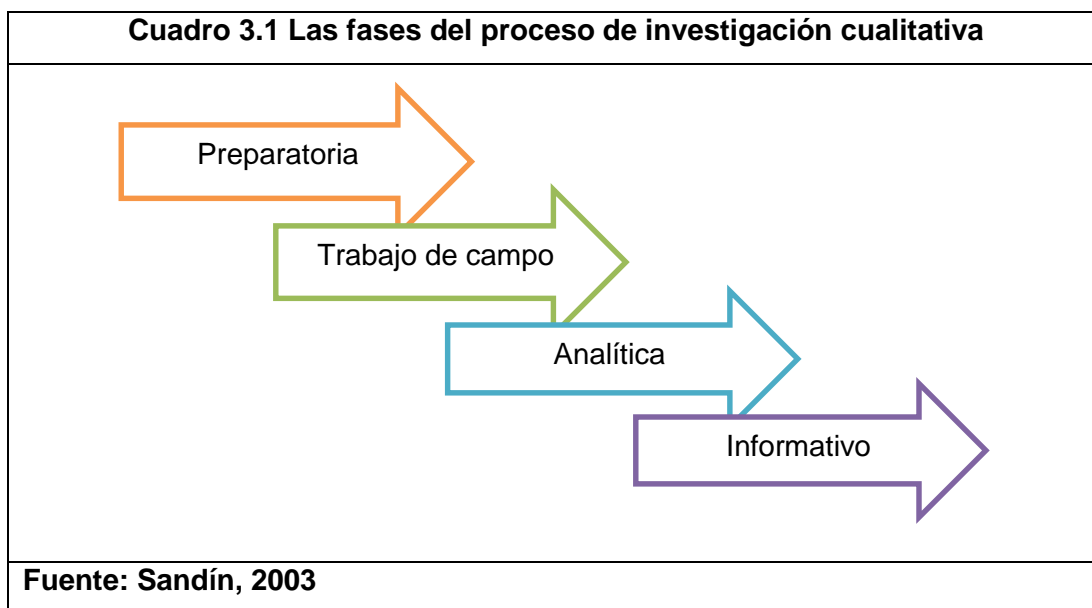 Cuadro 3.1 Las fases del proceso de investigación cualitativa
Preparatoria
Trabajo de campo
Analítica
Informativo
Fuente: Sandín, 2003